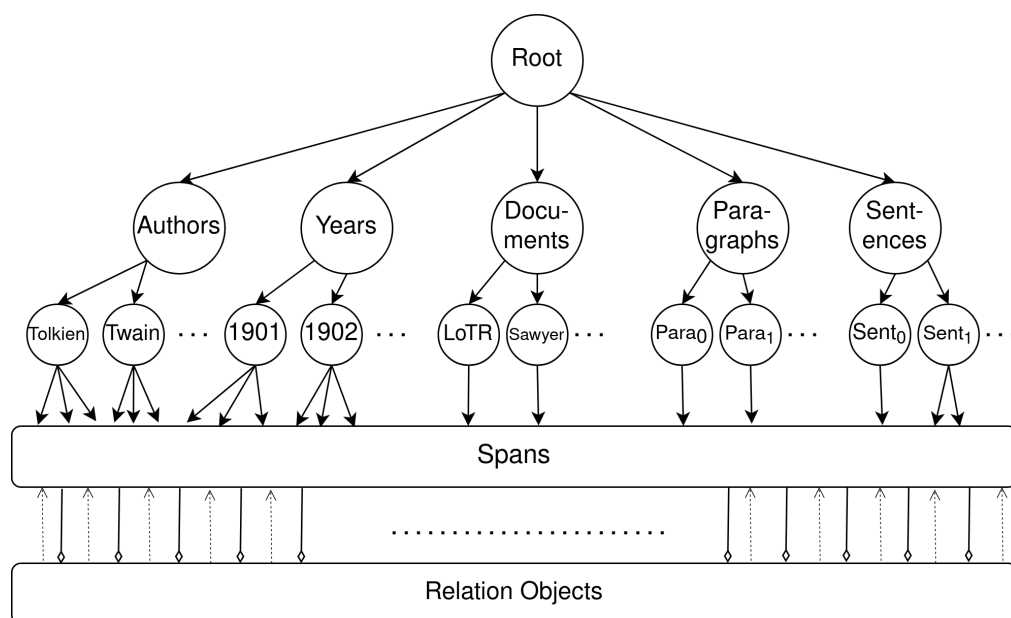 Root
Authors
Years
Docu-
ments
Para-
graphs
Sent-
ences
Tolkien
Twain
...
1901
1902
...
LoTR
Sawyer
...
Para0
Para1
...
Sent0
Sent1
...
Spans
Relation Objects